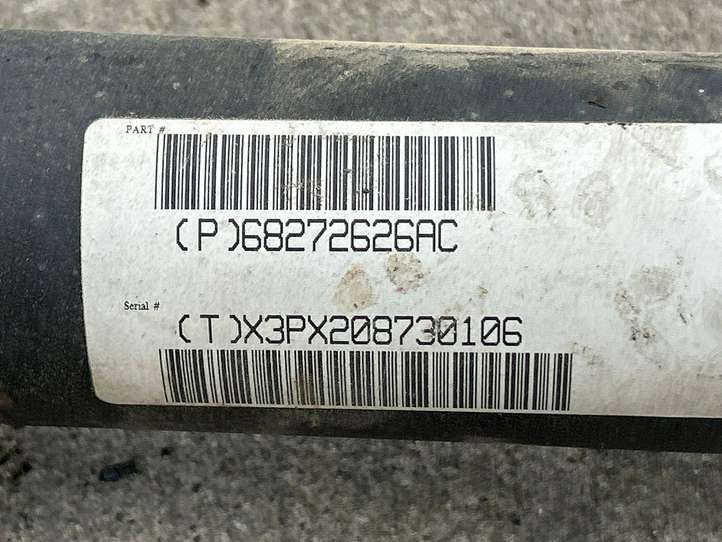 PART #
(P)68272626AC
Serial #
(T)X3PX208730106